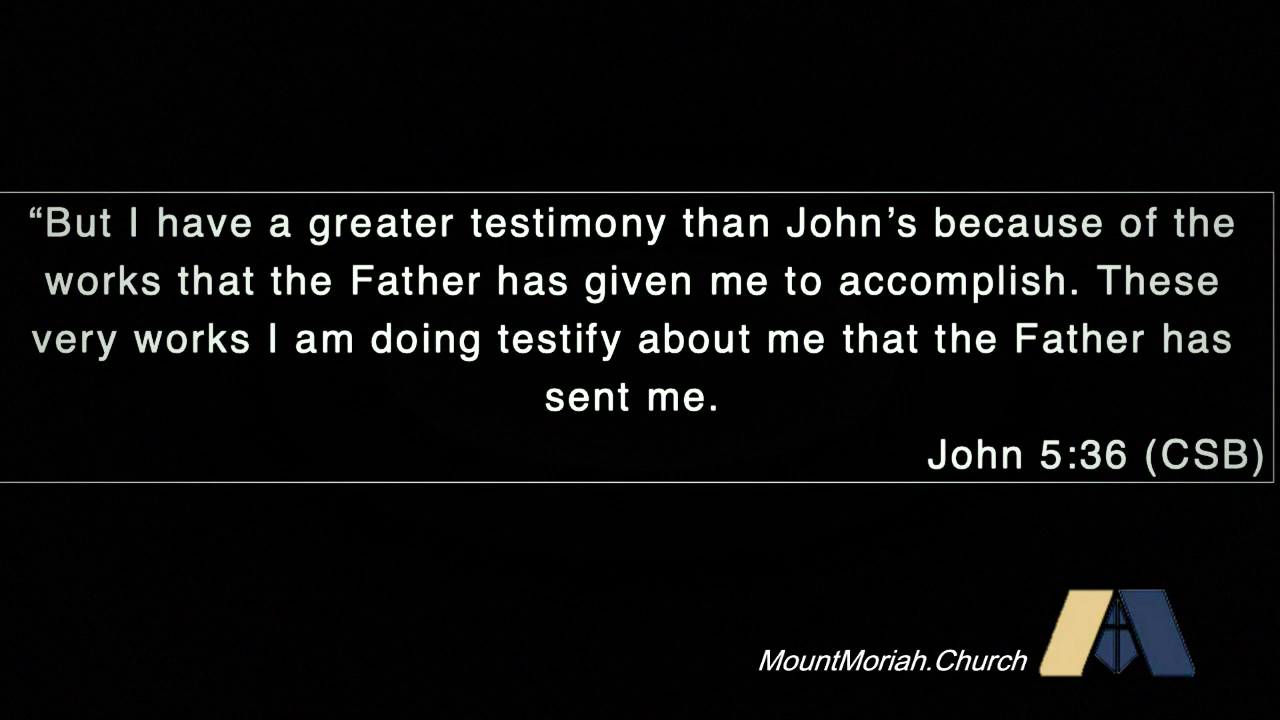 “But I have a greater testimony than John’s because of the
works that the Father has given me to accomplish. These
very works I am doing testify about me that the Father has
sent me.
John 5:36 (CSB)
MountMoriah.Church